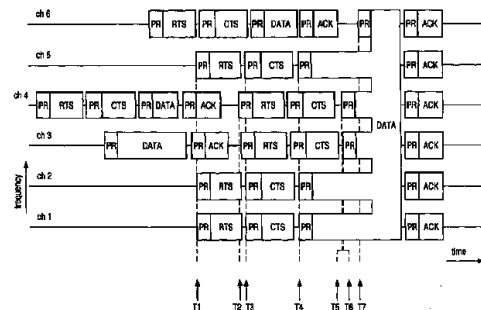 ch 6 PR RTS PR CTS PR DATA PR ACK PR PR ACK
ch 5 PR RTS PR CTS PR PR ACK
ch 4 PR RTS PR CTS PR DATA PR ACK PR RTS PR CTS PR PR ACK
DATA
ch 3 PR DATA PR ACK PR RTS PR CTS PR PR ACK
ch 2 PR RTS PR CTS PR PR ACK
ch 1 PR RTS PR CTS PR PR ACK
frequency
time
T1 T2 T3 T4 T5 T6 T7